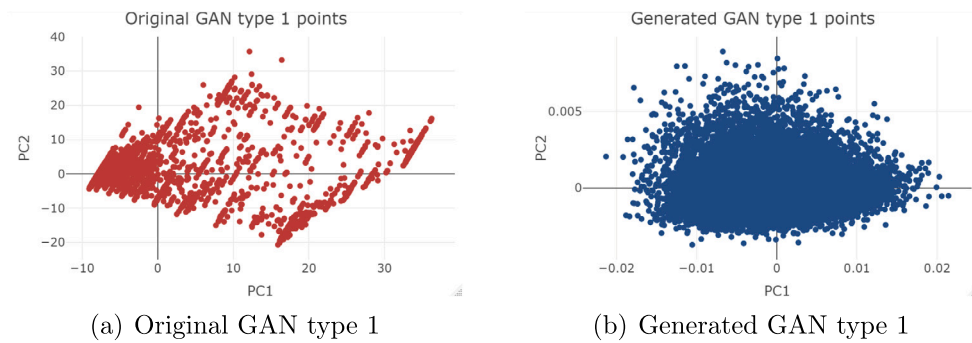 Original GAN type 1 points
40
30
20
10
0
−10
−20
PC2
−10
0
10
20
30
PC1
(a) Original GAN type 1
Generated GAN type 1 points
0.005
0
PC2
−0.02
−0.01
0
0.01
0.02
PC1
(b) Generated GAN type 1